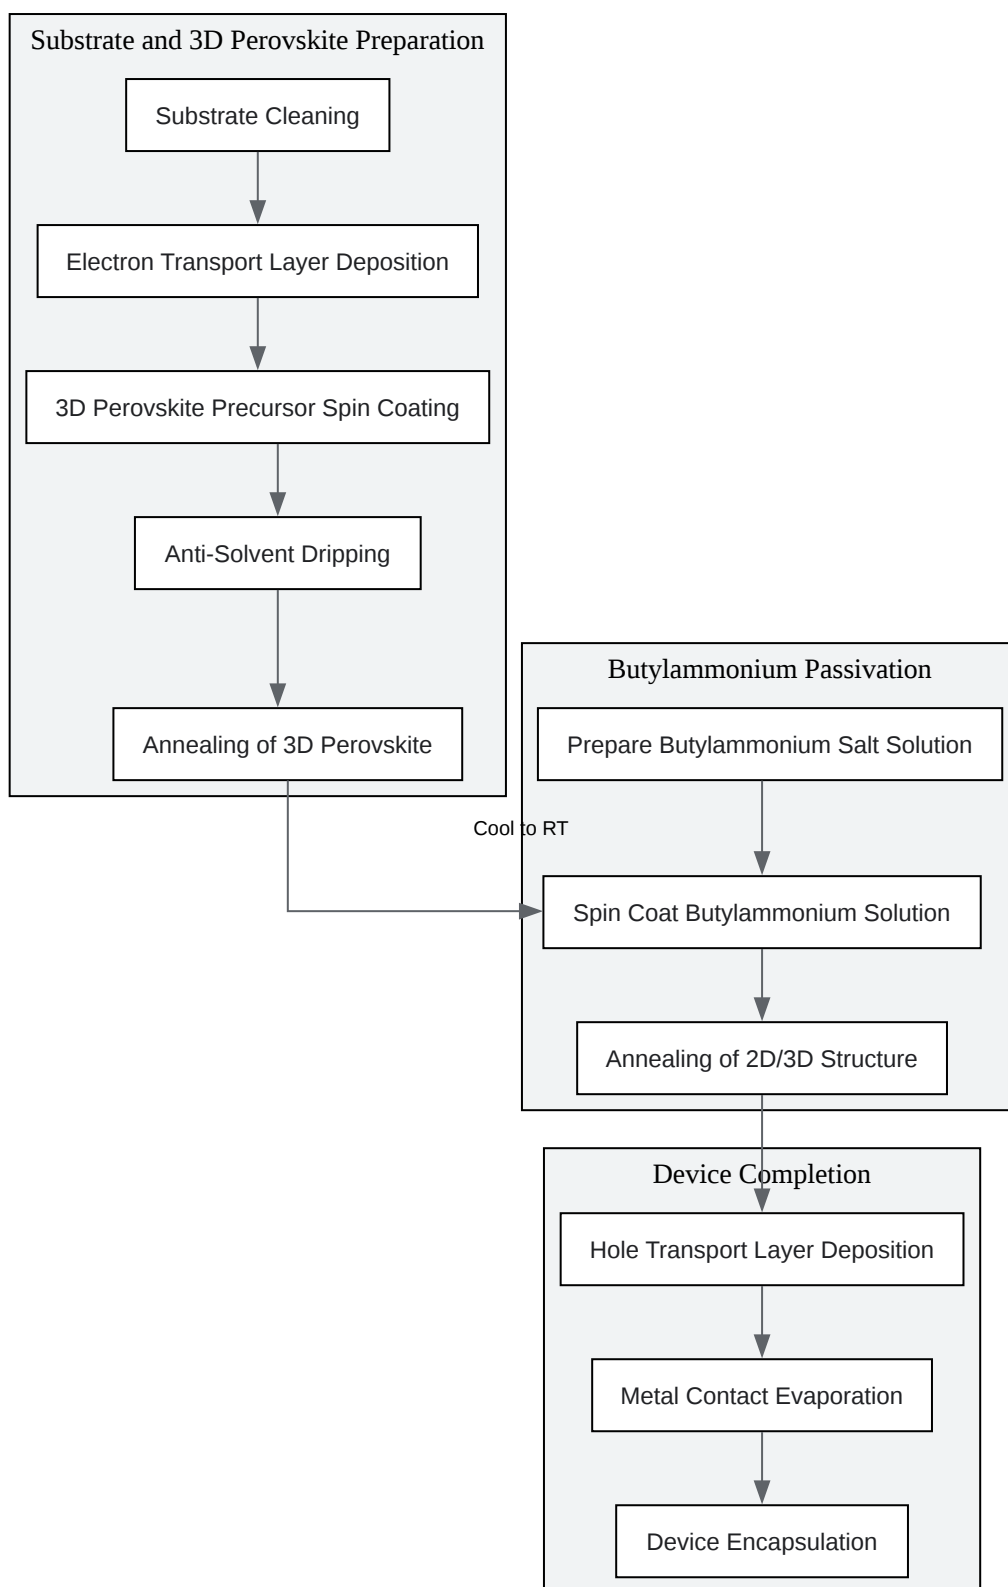 Substrate and 3D Perovskite Preparation
Substrate Cleaning
Electron Transport Layer Deposition
3D Perovskite Precursor Spin Coating
Anti-Solvent Dripping
Annealing of 3D Perovskite
Cool to RT
Butylammonium Passivation
Prepare Butylammonium Salt Solution
Spin Coat Butylammonium Solution
Annealing of 2D/3D Structure
Device Completion
Hole Transport Layer Deposition
Metal Contact Evaporation
Device Encapsulation